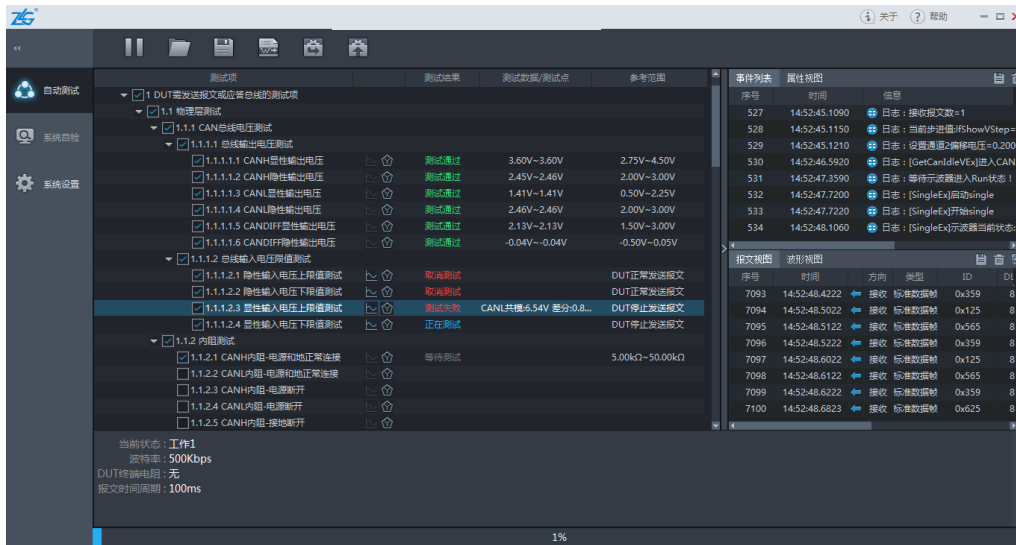 ZLG
关于 帮助
自动测试
系统自检
系统设置
测试项 测试结果 测试数据/测试点 参考范围
1 DUT需发送报文或应答总线的测试项
1.1 物理层测试
1.1.1 CAN总线电压测试
1.1.1.1 总线输出电压测试
1.1.1.1.1 CANH显性输出电压 测试通过 3.60V~3.60V 2.75V~4.50V
1.1.1.1.2 CANH隐性输出电压 测试通过 2.45V~2.46V 2.00V~3.00V
1.1.1.1.3 CANL显性输出电压 测试通过 1.41V~1.41V 0.50V~2.25V
1.1.1.1.4 CANL隐性输出电压 测试通过 2.46V~2.46V 2.00V~3.00V
1.1.1.1.5 CANDIFF显性输出电压 测试通过 2.13V~2.13V 1.50V~3.00V
1.1.1.1.6 CANDIFF隐性输出电压 测试通过 -0.04V~-0.04V -0.50V~0.05V
1.1.1.2 总线输入电压限值测试
1.1.1.2.1 隐性输入电压上限值测试 取消测试 DUT正常发送报文
1.1.1.2.2 隐性输入电压下限值测试 取消测试 DUT正常发送报文
1.1.1.2.3 显性输入电压上限值测试 测试失败 CANL共模:6.54V 差分:0.8... DUT停止发送报文
1.1.1.2.4 显性输入电压下限值测试 正在测试 DUT停止发送报文
1.1.2 内阻测试
1.1.2.1 CANH内阻-电源和地正常连接 等待测试 5.00kΩ~50.00kΩ
1.1.2.2 CANL内阻-电源和地正常连接
1.1.2.3 CANH内阻-电源断开
1.1.2.4 CANL内阻-电源断开
1.1.2.5 CANH内阻-接地断开
事件列表 属性视图
序号 时间 信息
527 14:52:45.1090 日志：接收报文数=1
528 14:52:45.1150 日志：当前步进值:lfShowVStep=
529 14:52:45.1210 日志：设置通道2偏移电压=0.200
530 14:52:46.5920 日志：[GetCanIdleVEx]进入CAN
531 14:52:47.3590 日志：等待示波器进入Run状态！
532 14:52:47.7200 日志：[SingleEx]启动single
533 14:52:47.7220 日志：[SingleEx]开始single
534 14:52:48.1060 日志：[SingleEx]示波器当前状态:
报文视图 波形视图
序号 时间 方向 类型 ID DL
7093 14:52:48.4222 接收 标准数据帧 0x359 8
7094 14:52:48.5022 接收 标准数据帧 0x125 8
7095 14:52:48.5122 接收 标准数据帧 0x565 8
7096 14:52:48.5222 接收 标准数据帧 0x359 8
7097 14:52:48.6022 接收 标准数据帧 0x125 8
7098 14:52:48.6122 接收 标准数据帧 0x565 8
7099 14:52:48.6222 接收 标准数据帧 0x359 8
7100 14:52:48.6823 接收 标准数据帧 0x625 8
当前状态：工作1
波特率：500Kbps
DUT终端电阻：无
报文时间周期：100ms
1%